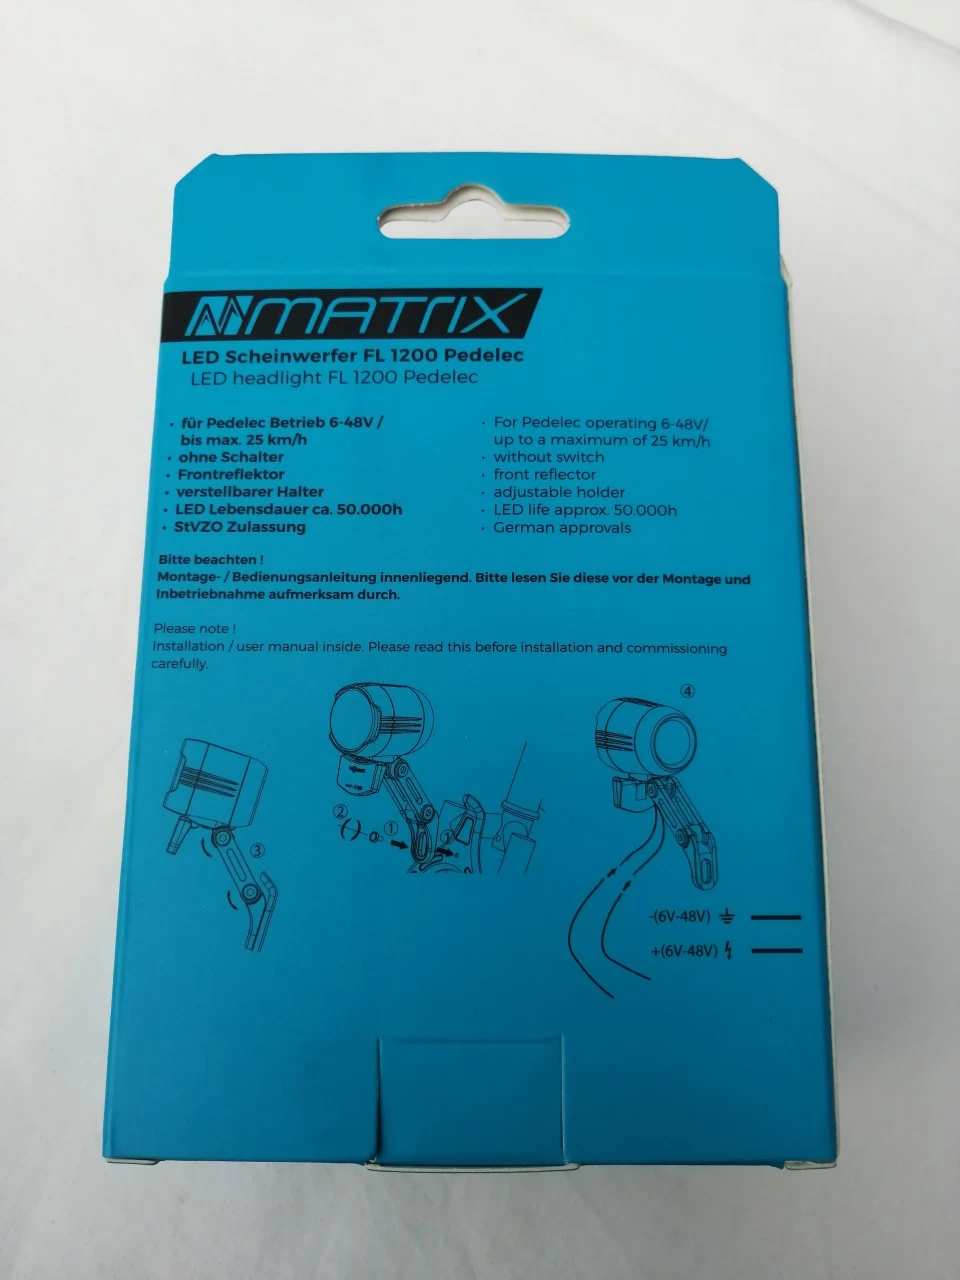 MATRIX
LED Scheinwerfer FL 1200 Pedelec
LED headlight FL 1200 Pedelec
• für Pedelec Betrieb 6-48V /
bis max. 25 km/h
• ohne Schalter
• Frontreflektor
• verstellbarer Halter
• LED Lebensdauer ca. 50.000h
• StVZO Zulassung
• For Pedelec operating 6-48V/
up to a maximum of 25 km/h
• without switch
• front reflector
• adjustable holder
• LED life approx. 50.000h
• German approvals
Bitte beachten !
Montage- / Bedienungsanleitung innenliegend. Bitte lesen Sie diese vor der Montage und
Inbetriebnahme aufmerksam durch.
Please note !
Installation / user manual inside. Please read this before installation and commissioning
carefully.
③
②
①
④
-(6V-48V)
+(6V-48V)